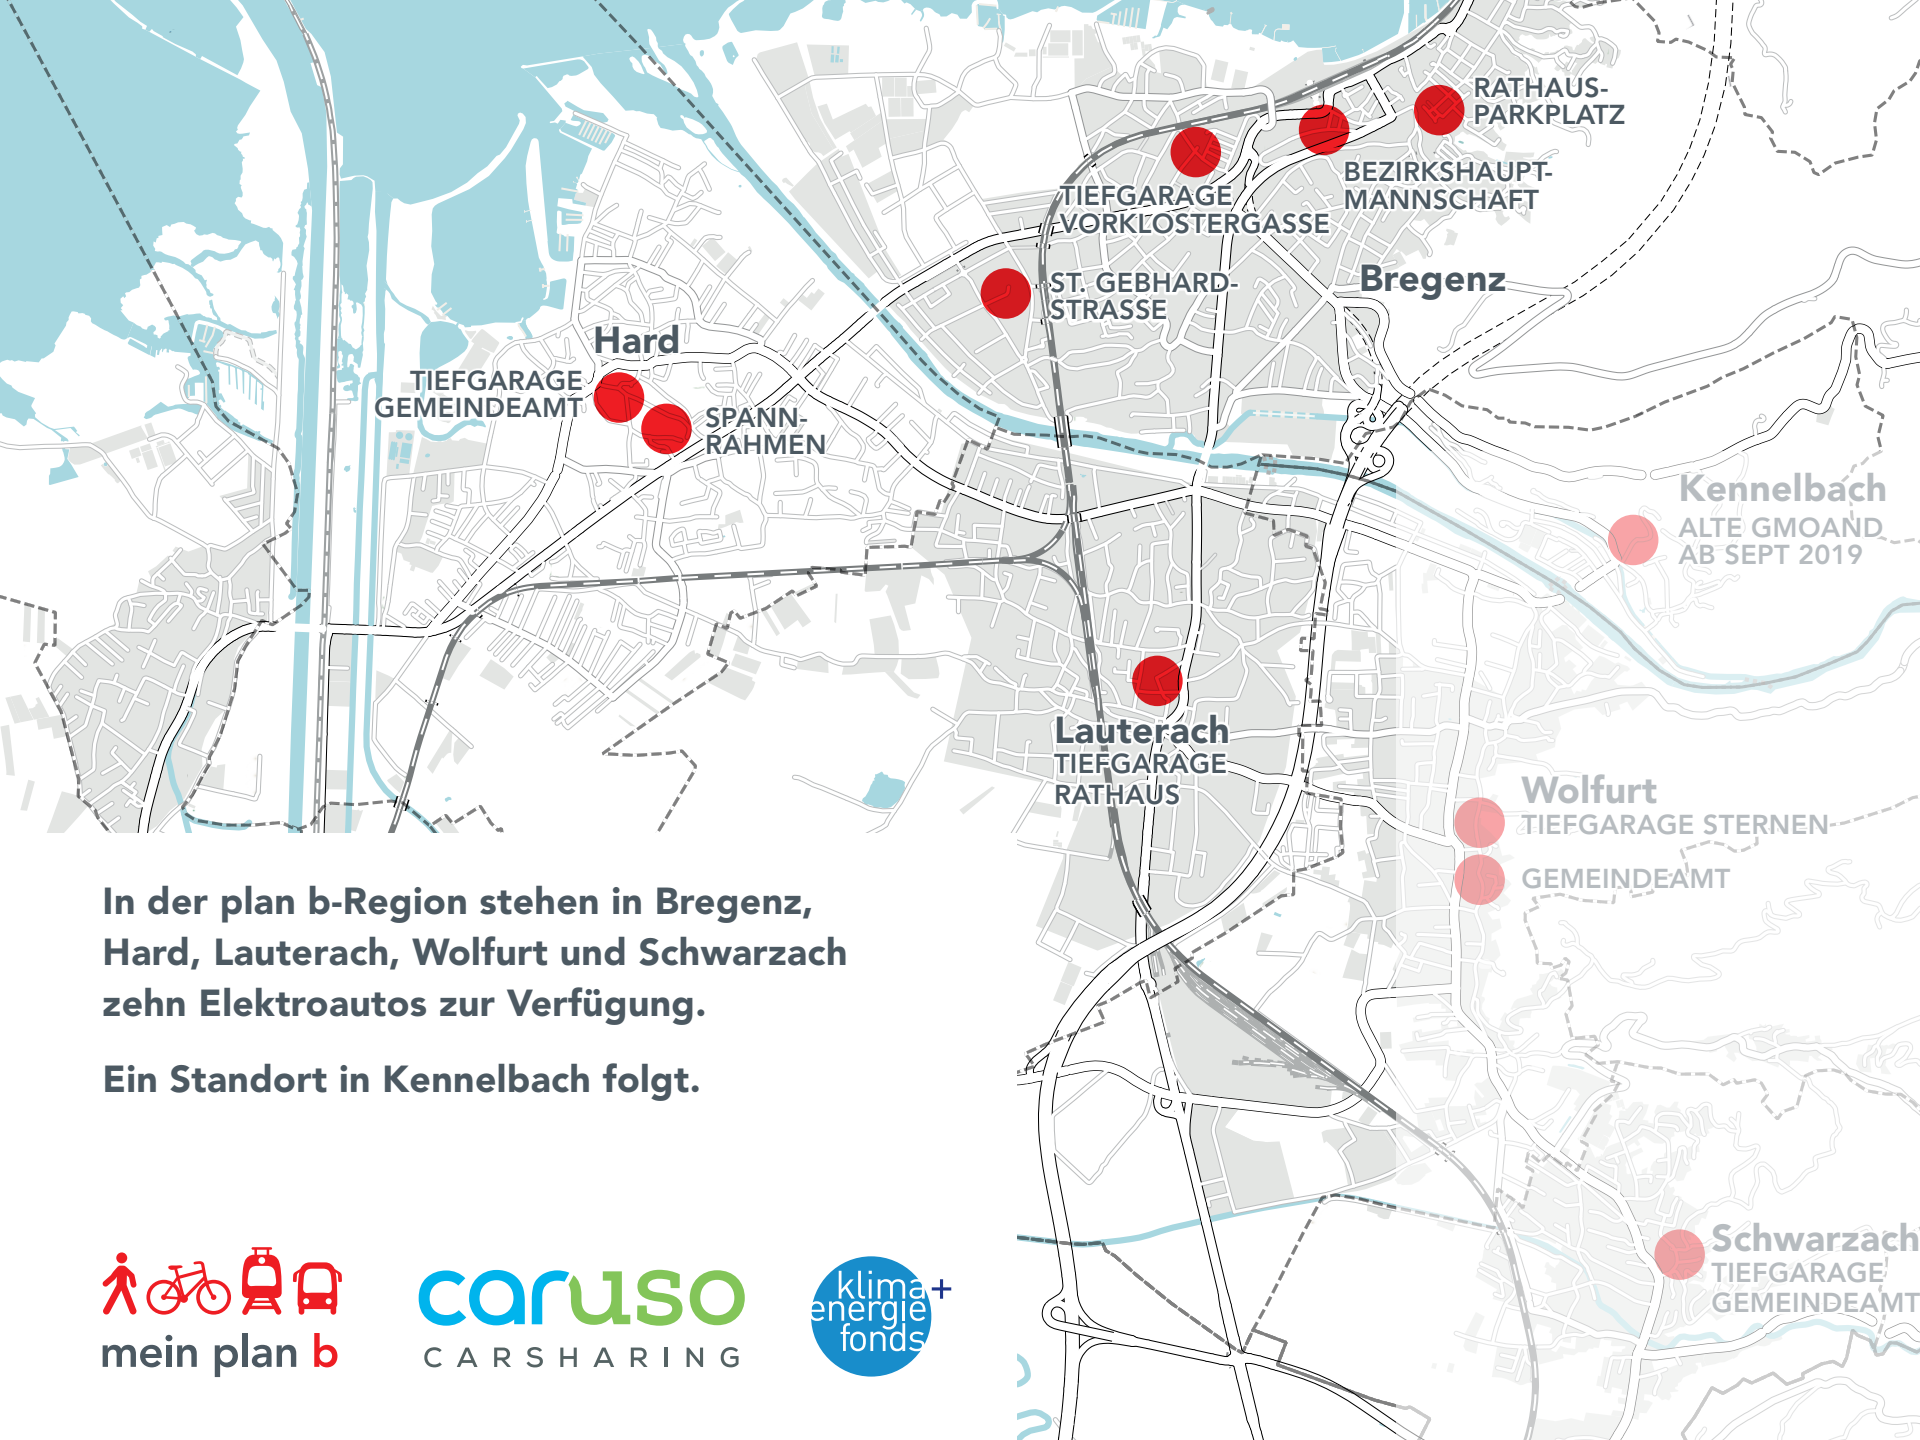 RATHAUS-
PARKPLATZ
BEZIRKSHAUPT-
MANNSCHAFT
TIEFGARAGE
VORKLOSTERGASSE
Bregenz
ST. GEBHARD-
STRASSE
Hard
TIEFGARAGE
GEMEINDEAMT
SPANN-
RAHMEN
Kennelbach
ALTE GMOAND
AB SEPT 2019
Lauterach
TIEFGARAGE
RATHAUS
Wolfurt
TIEFGARAGE STERNEN
GEMEINDEAMT
In der plan b-Region stehen in Bregenz,
Hard, Lauterach, Wolfurt und Schwarzach
zehn Elektroautos zur Verfügung.
Ein Standort in Kennelbach folgt.
Schwarzach
TIEFGARAGE
GEMEINDEAMT
mein plan b
caruso
CARSHARING
klima+
energie
fonds